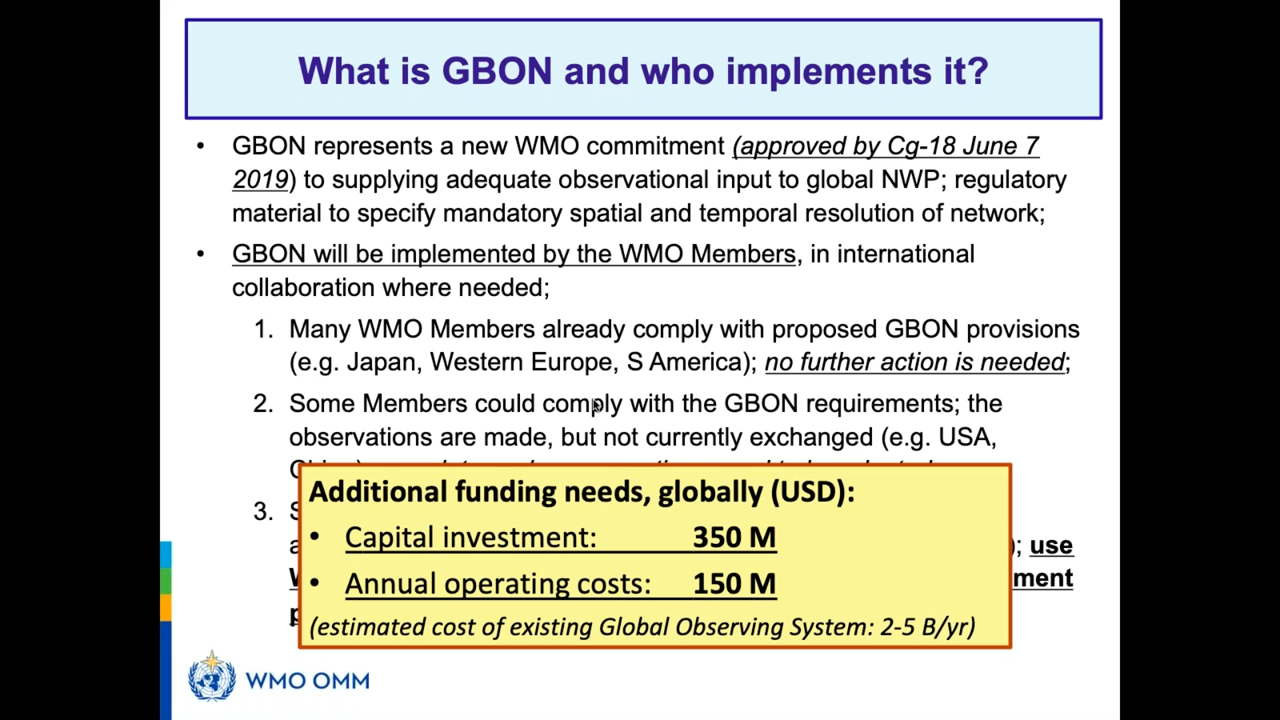 What is GBON and who implements it?
• GBON represents a new WMO commitment (approved by Cg-18 June 7
2019) to supplying adequate observational input to global NWP; regulatory
material to specify mandatory spatial and temporal resolution of network;
• GBON will be implemented by the WMO Members, in international
collaboration where needed;
1. Many WMO Members already comply with proposed GBON provisions
(e.g. Japan, Western Europe, S America); no further action is needed;
2. Some Members could comply with the GBON requirements; the
observations are made, but not currently exchanged (e.g. USA,
3.
); use
Additional funding needs, globally (USD):
• Capital investment: 350 M
• Annual operating costs: 150 M
(estimated cost of existing Global Observing System: 2-5 B/yr)
WMO OMM